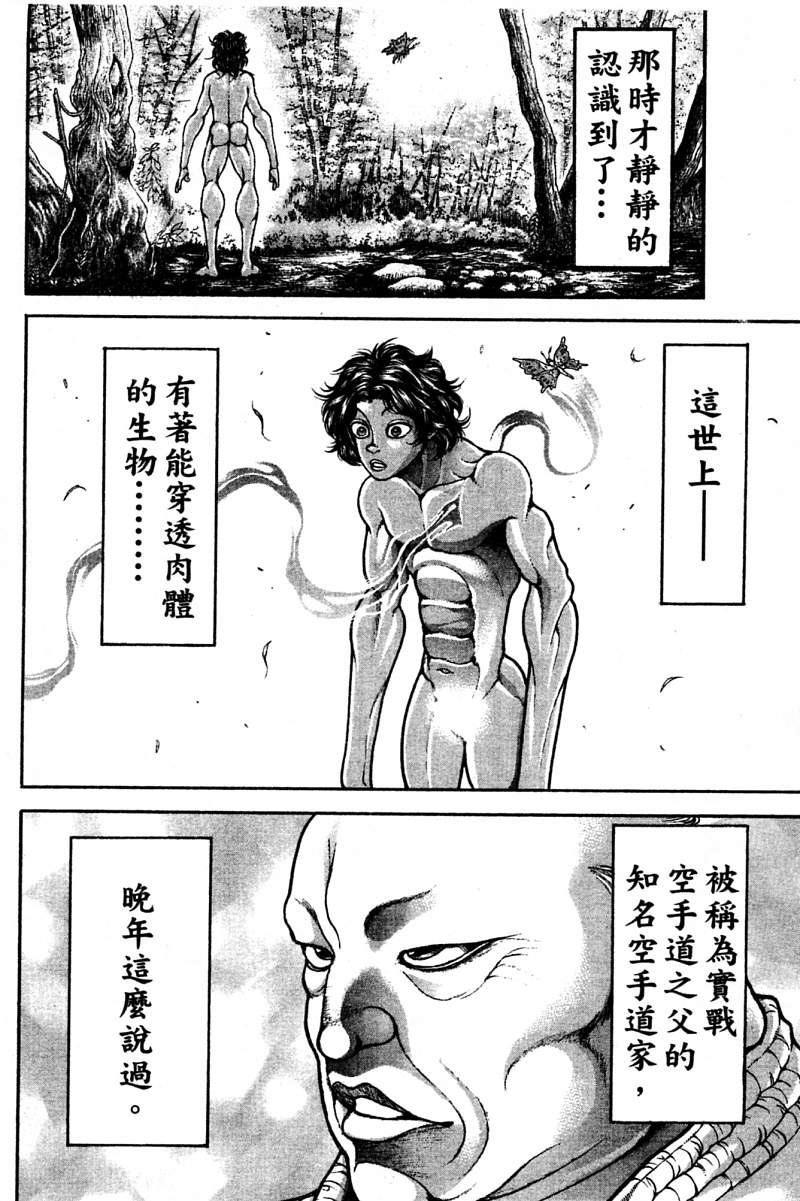 那時才靜靜的
認識到了…
這世上——
有著能穿透肉體
的生物………
被稱為實戰
空手道之父的
知名空手道家，
晚年這麼說過。